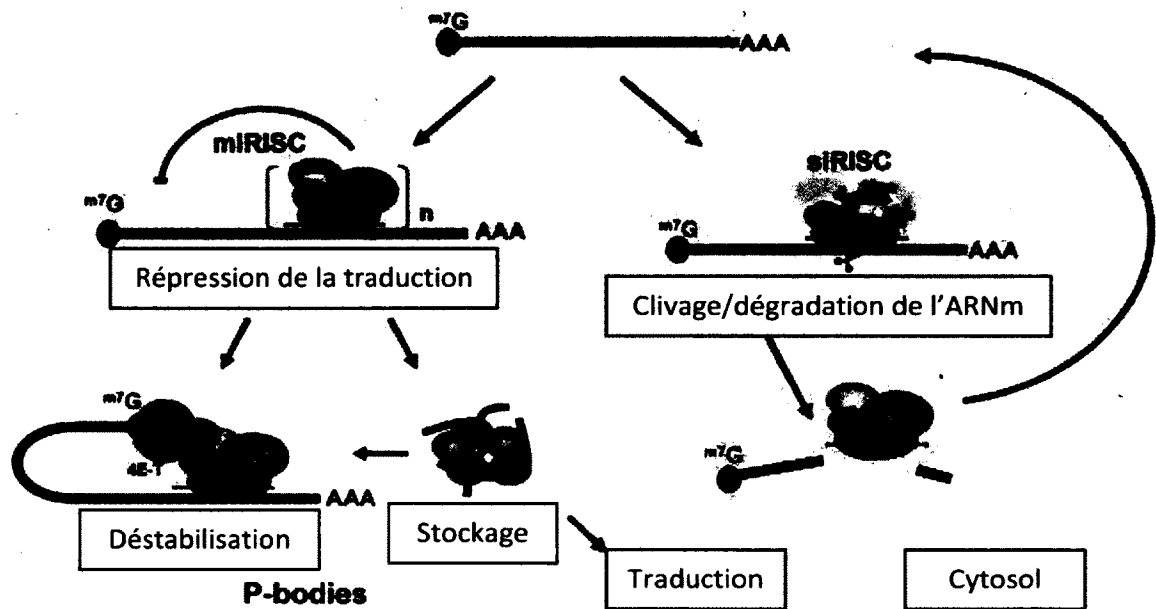 m7G AAA
miRISC
siRISC
m7G n AAA
m7G AAA
Répression de la traduction
Clivage/dégradation de l'ARNm
m7G
4E-T
AAA
m7G
Déstabilisation
Stockage
Traduction
Cytosol
P-bodies